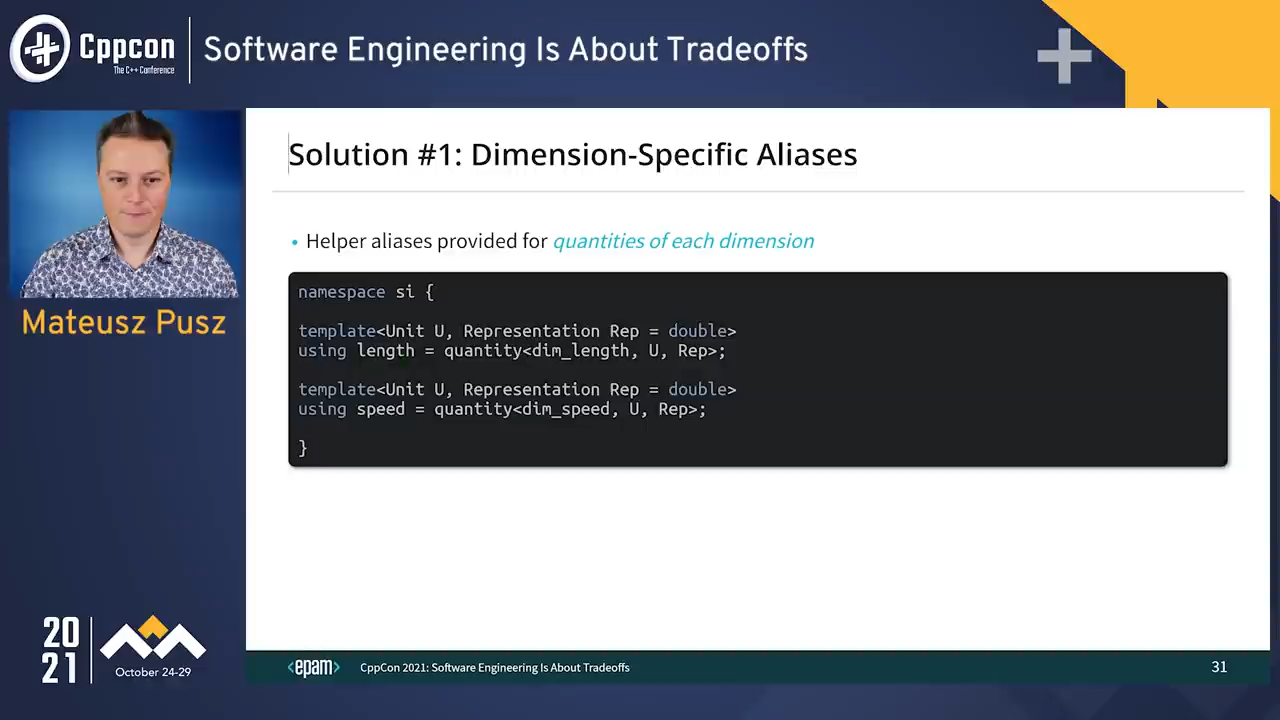 Cppcon
The C++ Conference
Software Engineering Is About Tradeoffs
Mateusz Pusz
Solution #1: Dimension-Specific Aliases
• Helper aliases provided for quantities of each dimension
namespace si {
template<Unit U, Representation Rep = double>
using length = quantity<dim_length, U, Rep>;
template<Unit U, Representation Rep = double>
using speed = quantity<dim_speed, U, Rep>;
}
20
21
October 24-29
<epam>
CppCon 2021: Software Engineering Is About Tradeoffs
31